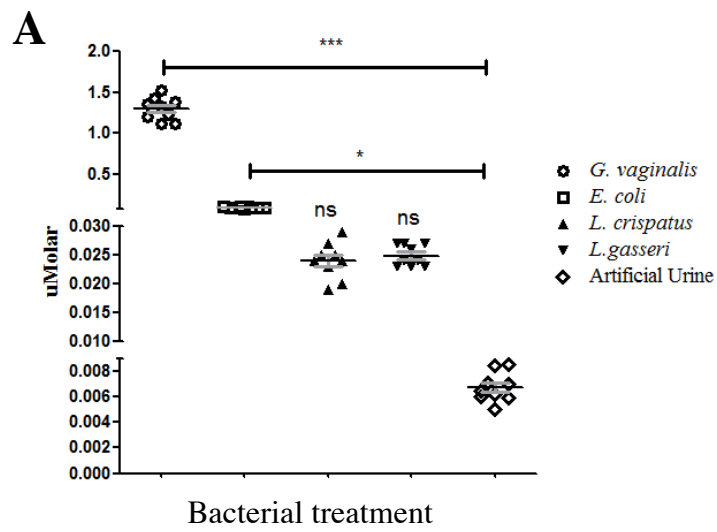 A
***
2.0
1.5
1.0
0.5
*
ns
ns
0.030
0.025
0.020
0.015
0.010
0.008
0.006
0.004
0.002
0.000
uMolar
G. vaginalis
E. coli
L. crispatus
L.gasseri
Artificial Urine
Bacterial treatment